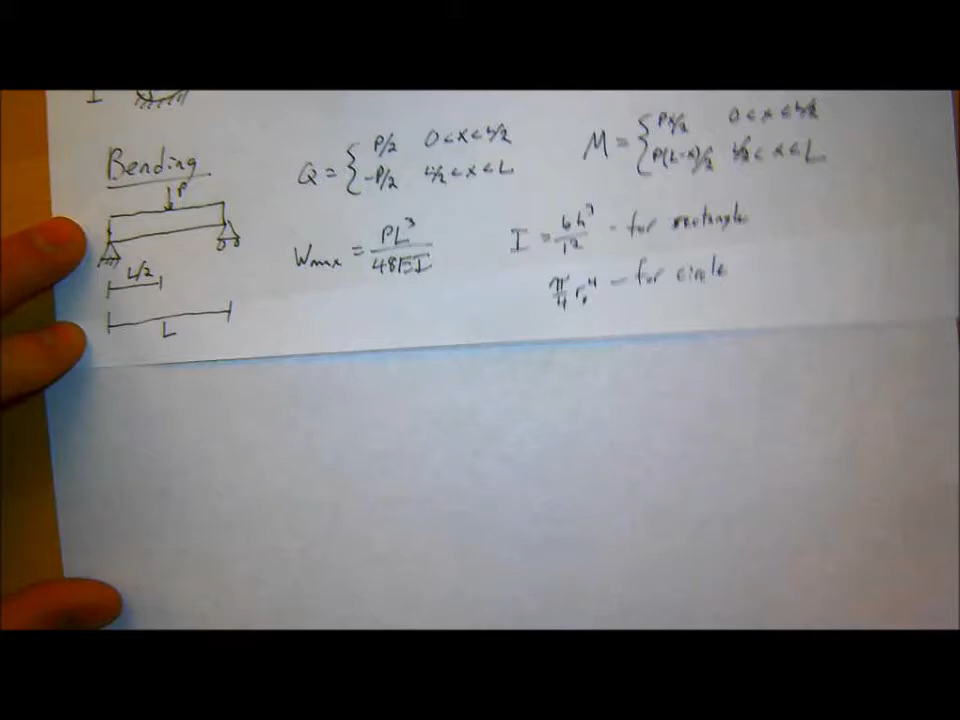 I
Bending
P
L/2
L
Q = { P/2 0 < x < L/2
-P/2 L/2 < x < L
Wmax = PL³ / 48EI
M = { Px/2 0 < x < L/2
P(L-x)/2 L/2 < x < L
I = bh³/12 - for rectangle
π/4 r⁴ - for circle